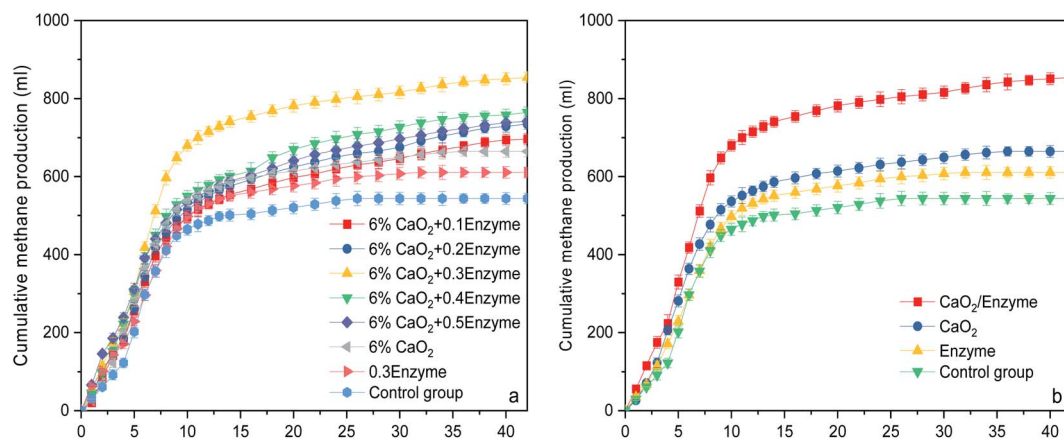 Cumulative methane production (ml)
1000
800
600
400
200
0
6% CaO₂+0.1Enzyme
6% CaO₂+0.2Enzyme
6% CaO₂+0.3Enzyme
6% CaO₂+0.4Enzyme
6% CaO₂+0.5Enzyme
6% CaO₂
0.3Enzyme
Control group
a
0 5 10 15 20 25 30 35 40
Cumulative methane production (ml)
1000
800
600
400
200
0
CaO₂/Enzyme
CaO₂
Enzyme
Control group
b
0 5 10 15 20 25 30 35 40